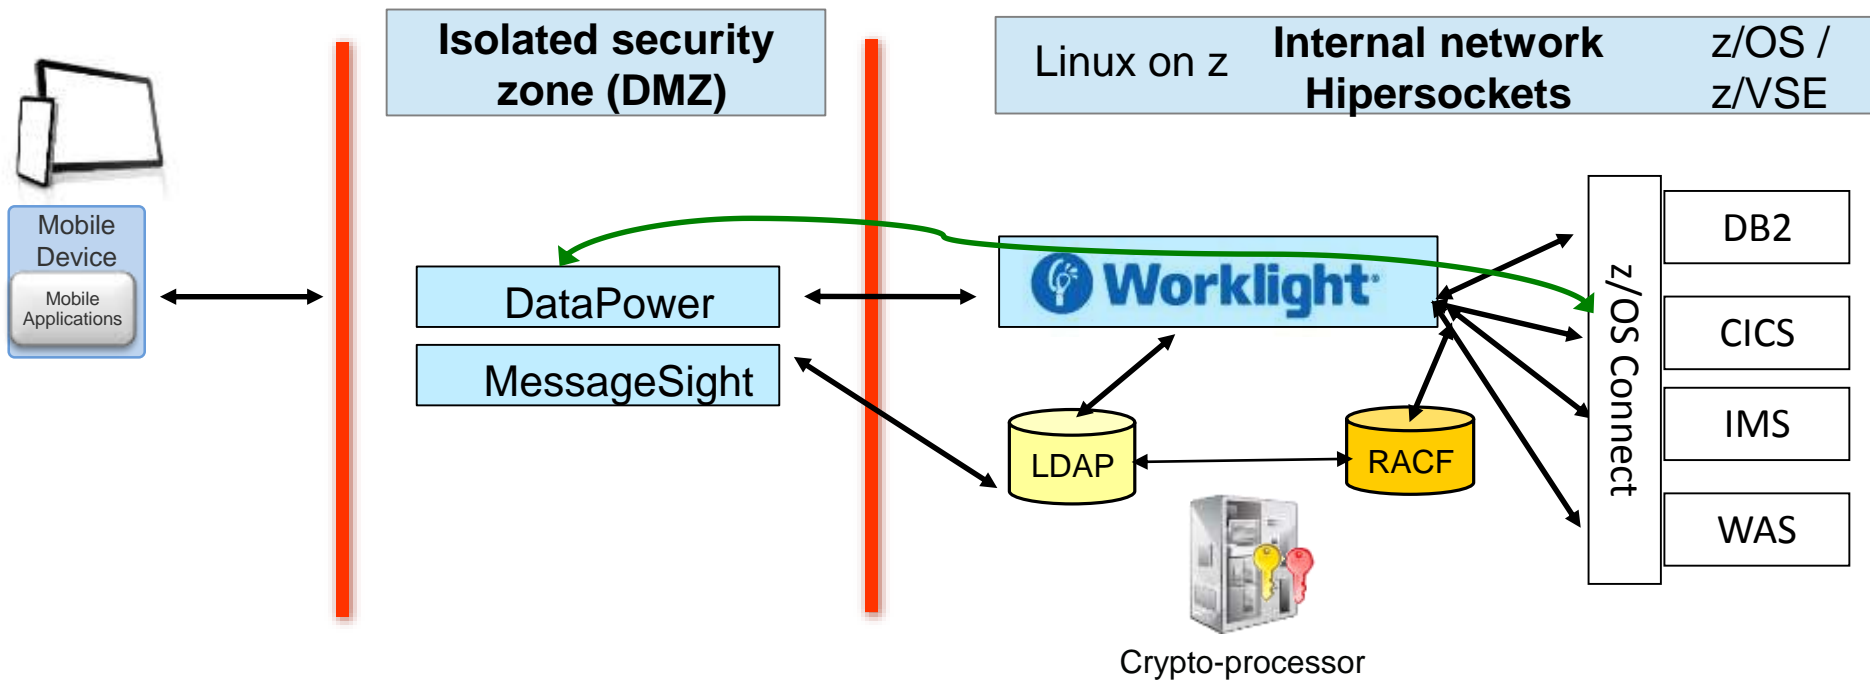 Isolated security
zone (DMZ)
Linux on z
Internal network
Hipersockets
z/OS /
z/VSE
Mobile
Device
Mobile
Applications
DataPower
MessageSight
Worklight
LDAP
RACF
Crypto-processor
z/OS Connect
DB2
CICS
IMS
WAS